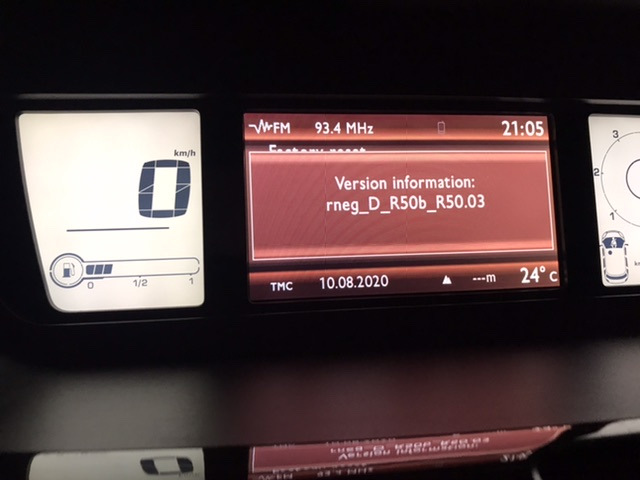 km/h
0
0 1/2 1
FM 93.4 MHz 21:05
Factory reset
Version information:
rneg_D_R50b_R50.03
TMC 10.08.2020 ---m 24° C
3
2
1